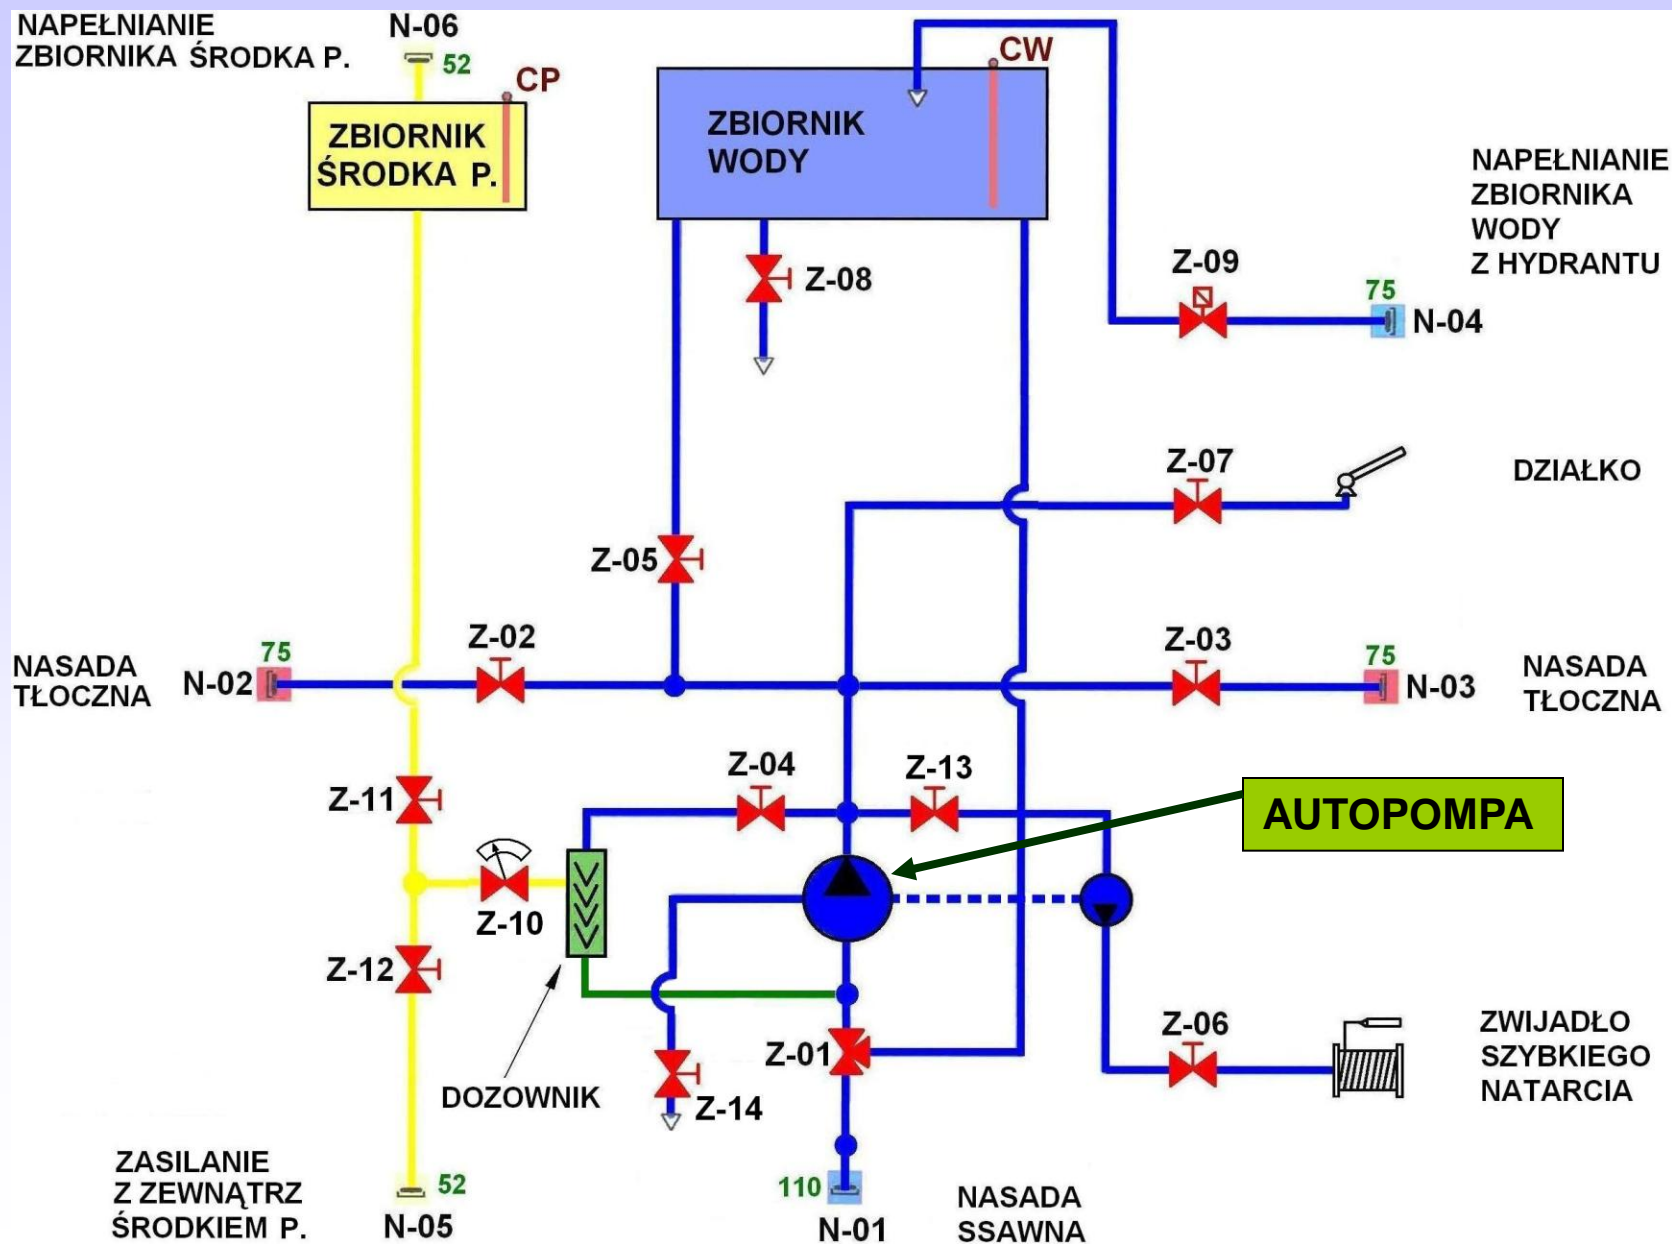 NAPEŁNIANIE
ZBIORNIKA ŚRODKA P.
N-06
52
CP
CW
ZBIORNIK
ŚRODKA P.
ZBIORNIK
WODY
NAPEŁNIANIE
ZBIORNIKA
WODY
Z HYDRANTU
Z-08
Z-09
75
N-04
Z-07
DZIAŁKO
Z-05
NASADA
TŁOCZNA
N-02
75
Z-02
Z-03
75
N-03
NASADA
TŁOCZNA
Z-04
Z-13
AUTOPOMPA
Z-11
Z-10
Z-12
Z-01
Z-06
ZWIJADŁO
SZYBKIEGO
NATARCIA
DOZOWNIK
Z-14
ZASILANIE
Z ZEWNĄTRZ
ŚRODKIEM P.
52
N-05
110
N-01
NASADA
SSAWNA